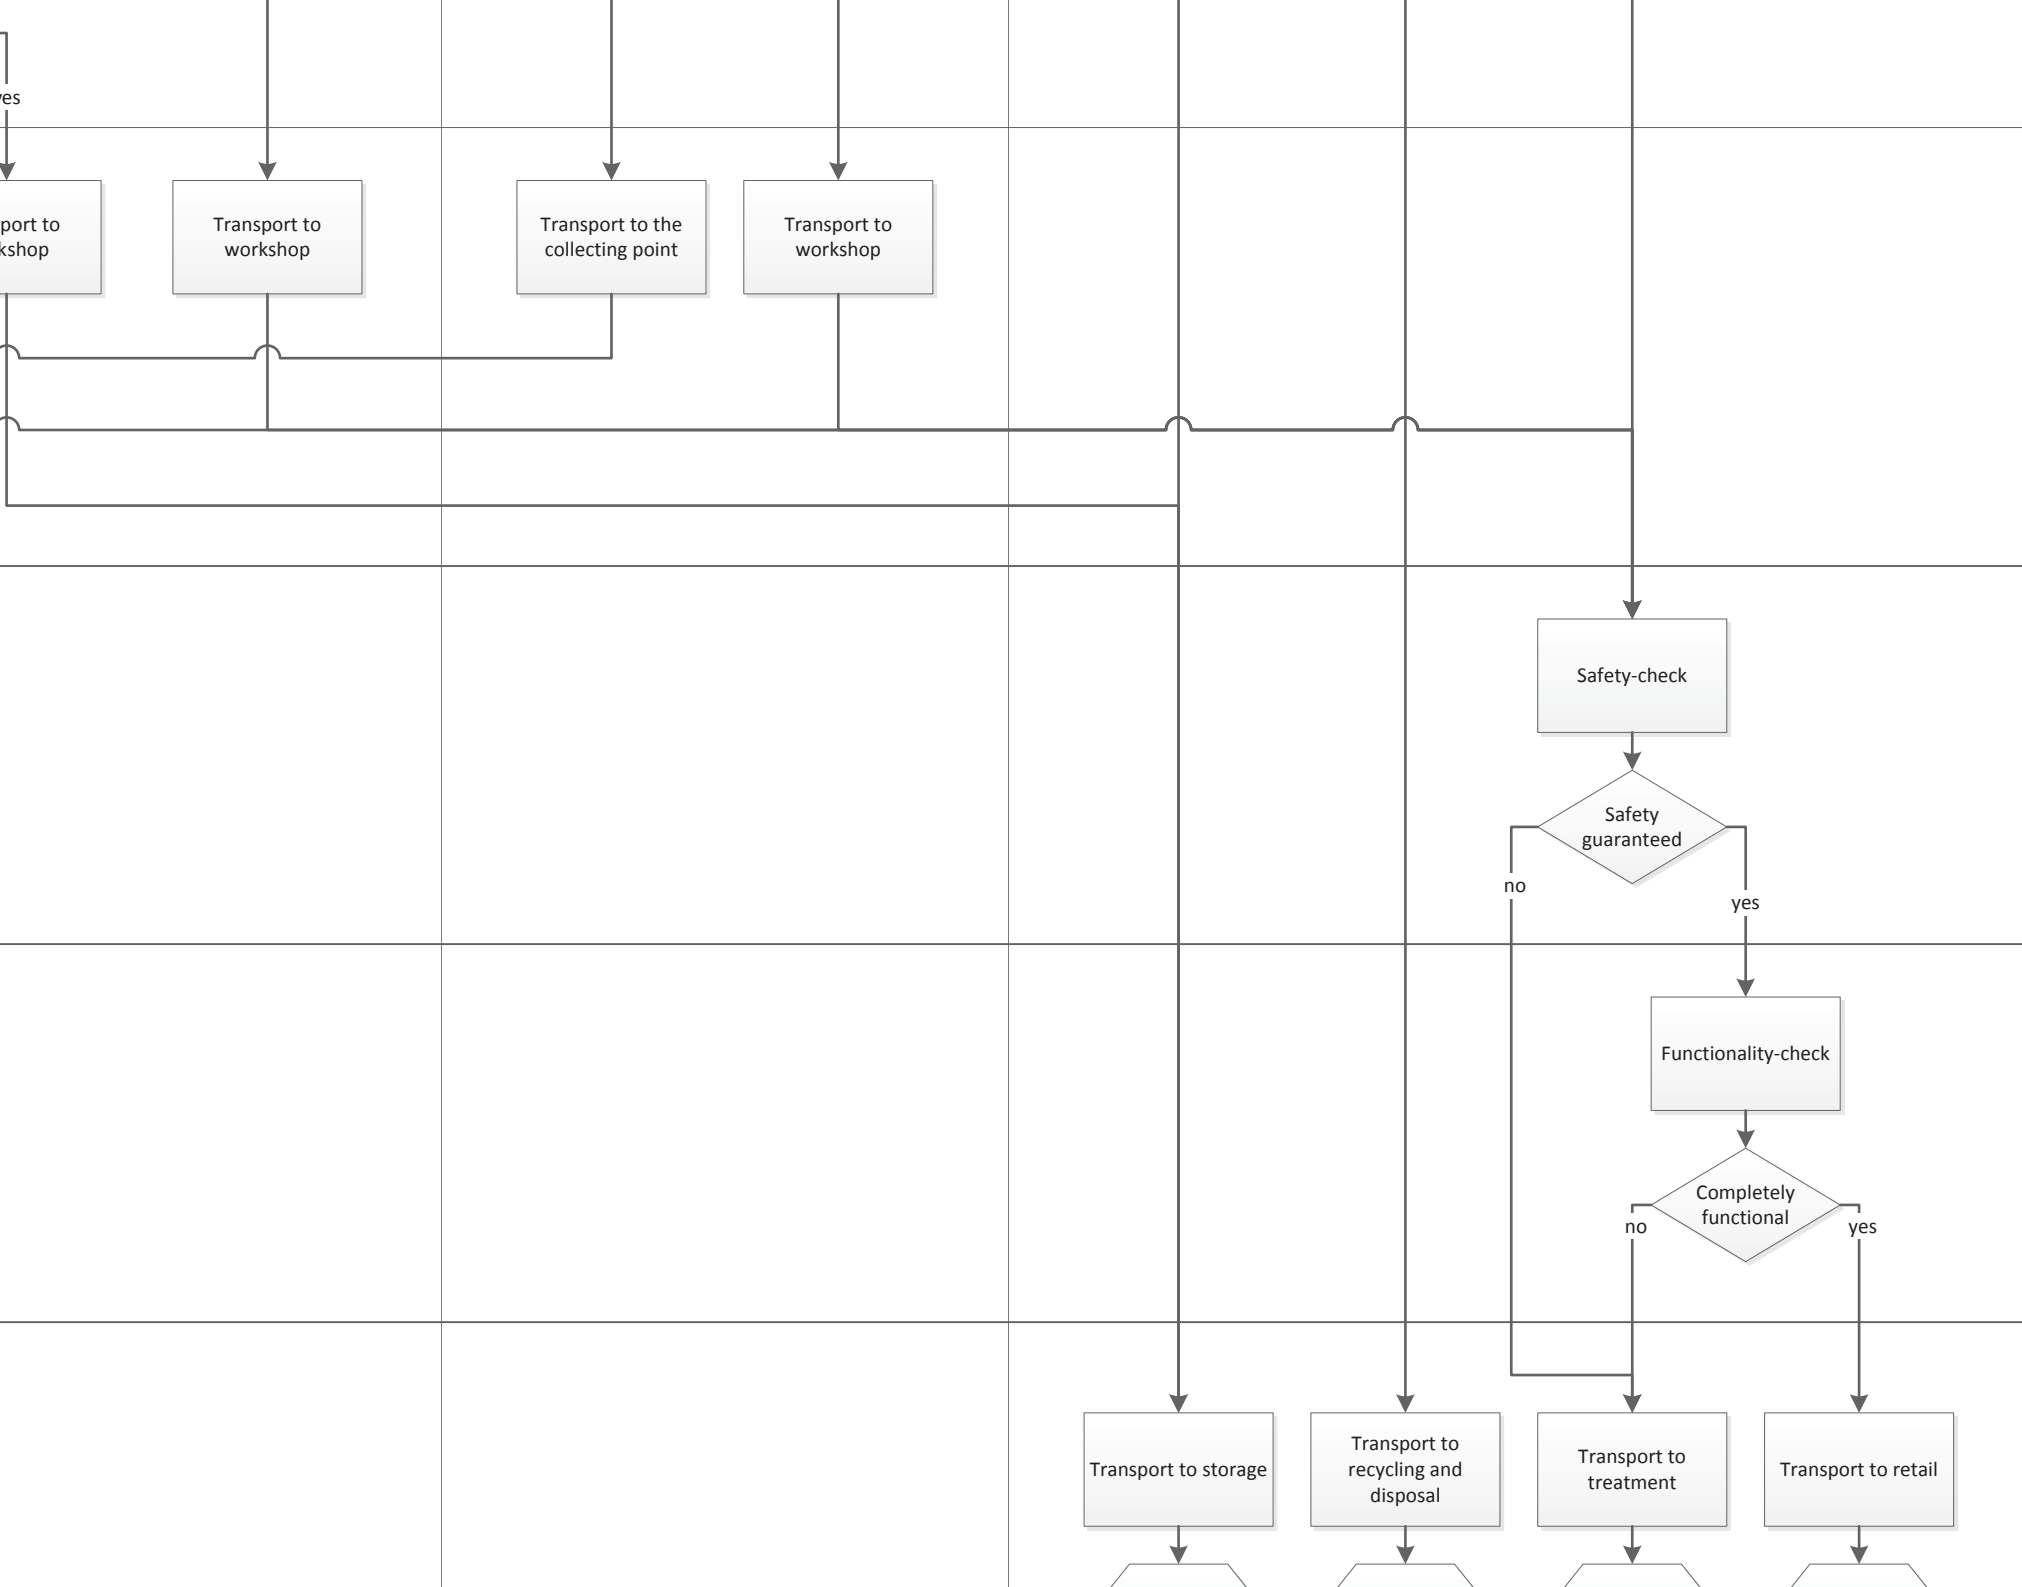 Transport to
workshop
Transport to the
collecting point
Transport to
workshop
Safety-check
Safety
guaranteed
no
yes
Functionality-check
Completely
functional
no
yes
Transport to storage
Transport to
recycling and
disposal
Transport to
treatment
Transport to retail